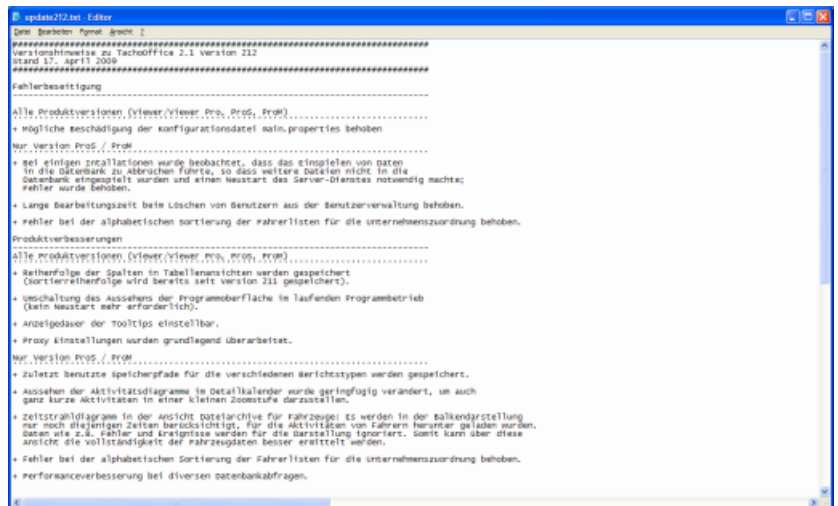 update212.txt - Editor
Datei Bearbeiten Format Ansicht ?
################################################################################
Versionshinweise zu TachoOffice 2.1 Version 212
Stand 17. April 2009
################################################################################
Fehlerbeseitigung
--------------------------------------------------------------------------------
Alle Produktversionen (Viewer/Viewer Pro, ProS, ProM)
+ Mögliche Beschädigung der Konfigurationsdatei main.properties behoben
Nur Version ProS / ProM
+ Bei einigen Intallationen wurde beobachtet, dass das Einspielen von Daten
in die Datenbank zu Abbrüchen führte, so dass weitere Dateien nicht in die
Datenbank eingespielt wurden und einen Neustart des Server-Dienstes notwendig machte;
Fehler wurde behoben.
+ Lange Bearbeitungszeit beim Löschen von Benutzern aus der Benutzerverwaltung behoben.
+ Fehler bei der alphabetischen Sortierung der Fahrerlisten für die Unternehmenszuordnung behoben.
Produktverbesserungen
--------------------------------------------------------------------------------
Alle Produktversionen (Viewer/Viewer Pro, ProS, ProM)
+ Reihenfolge der Spalten in Tabellenansichten werden gespeichert
(Sortierreihenfolge wird bereits seit Version 211 gespeichert).
+ Umschaltung des Aussehens der Programmoberfläche im laufenden Programmbetrieb
(kein Neustart mehr erforderlich).
+ Anzeigedauer der Tooltips einstellbar.
+ Proxy Einstellungen wurden grundlegend überarbeitet.
Nur Version ProS / ProM
+ Zuletzt benutzte Speicherpfade für die verschiedenen Berichtstypen werden gespeichert.
+ Aussehen der Aktivitätsdiagramme im Detailkalender wurde geringfügig verändert, um auch
ganz kurze Aktivitäten in einer kleinen Zoomstufe darzustellen.
+ Zeitstrahldiagramm in der Ansicht Dateiarchive für Fahrzeuge: Es werden in der Balkendarstellung
nur noch diejenigen Zeiten berücksichtigt, für die Aktivitäten von Fahrern herunter geladen wurden.
Daten wie z.B. Fehler und Ereignisse werden für die Darstellung ignoriert. Somit kann über diese
Ansicht die Vollständigkeit der Fahrzeugdaten besser ermittelt werden.
+ Fehler bei der alphabetischen Sortierung der Fahrerlisten für die Unternehmenszuordnung behoben.
+ Performanceverbesserung bei diversen Datenbankabfragen.